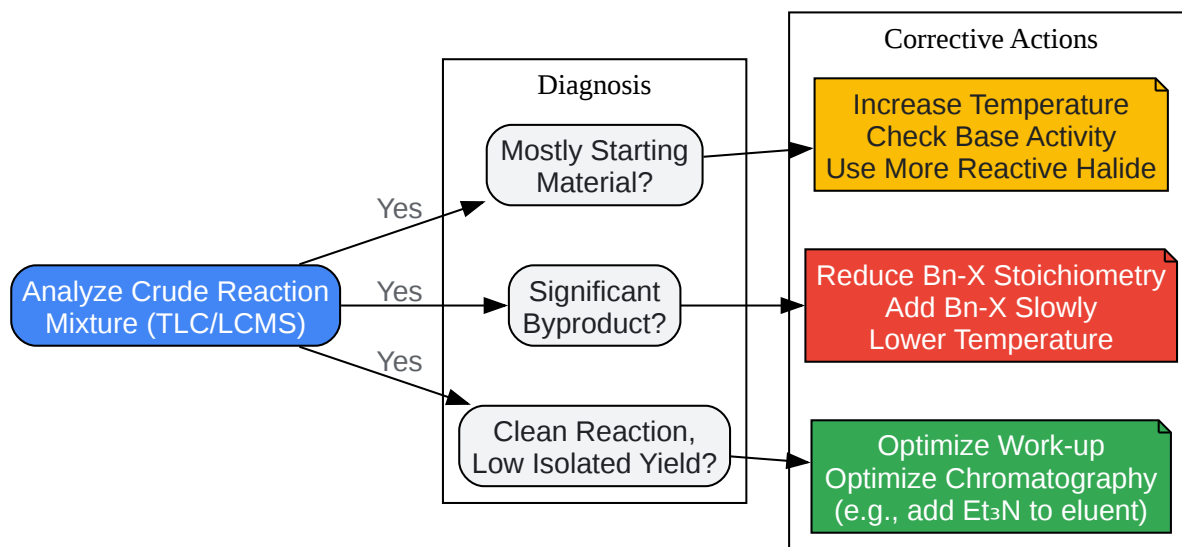 Corrective Actions
Diagnosis
Increase Temperature
Check Base Activity
Use More Reactive Halide
Mostly Starting
Material?
Yes
Analyze Crude Reaction
Mixture (TLC/LCMS)
Yes
Significant
Byproduct?
Reduce Bn-X Stoichiometry
Add Bn-X Slowly
Lower Temperature
Yes
Clean Reaction,
Low Isolated Yield?
Optimize Work-up
Optimize Chromatography
(e.g., add Et₃N to eluent)